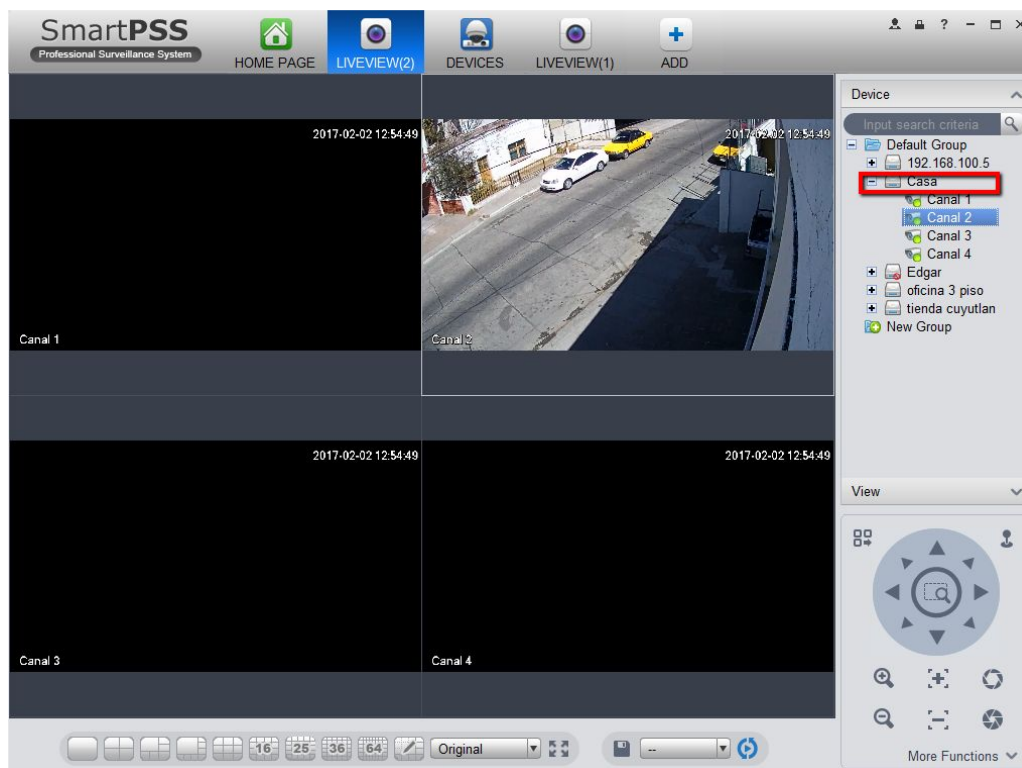 SmartPSS
Professional Surveillance System
HOME PAGE
LIVEVIEW(2)
DEVICES
LIVEVIEW(1)
ADD
?
2017-02-02 12:54:49
Canal 1
2017-02-02 12:54:49
Canal 2
2017-02-02 12:54:49
Canal 3
2017-02-02 12:54:49
Canal 4
Device
Input search criteria
Default Group
192.168.100.5
Casa
Canal 1
Canal 2
Canal 3
Canal 4
Edgar
oficina 3 piso
tienda cuyutlan
New Group
View
More Functions
16 25 36 64
Original
--